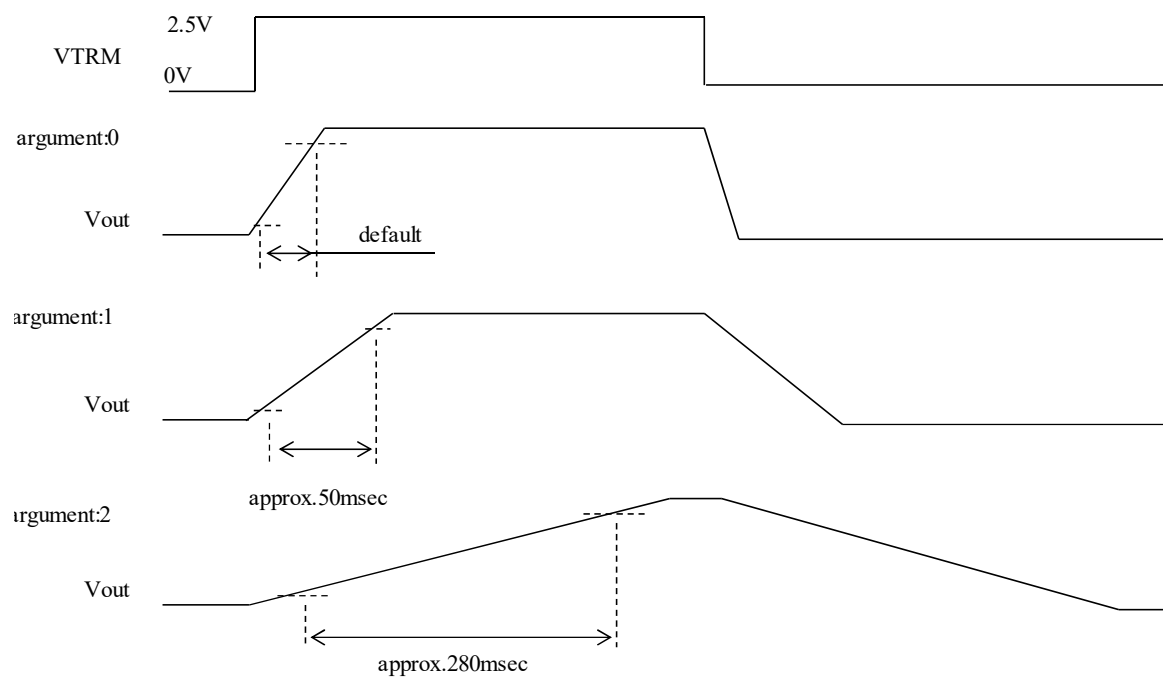 2.5V
VTRM
0V
argument:0
Vout
default
argument:1
Vout
approx.50msec
argument:2
Vout
approx.280msec